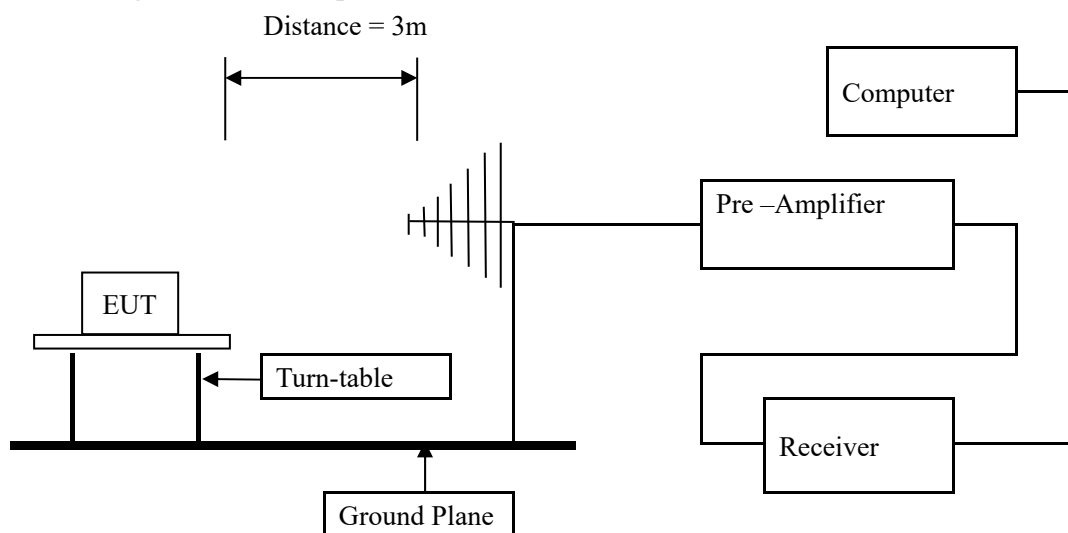 Distance = 3m
Computer
Pre –Amplifier
EUT
Turn-table
Receiver
Ground Plane